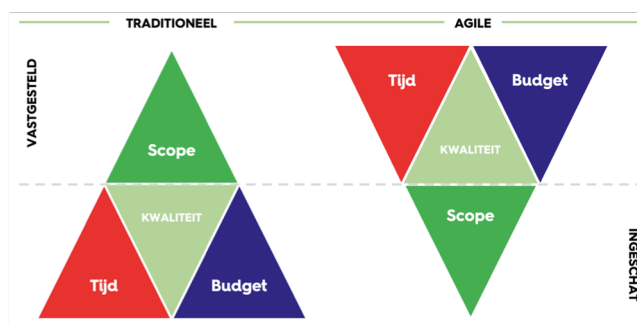 TRADITIONEEL
AGILE
VASTGESTELD
Scope
KWALITEIT
Tijd
Budget
Tijd
Budget
KWALITEIT
Scope
INGESCHAT